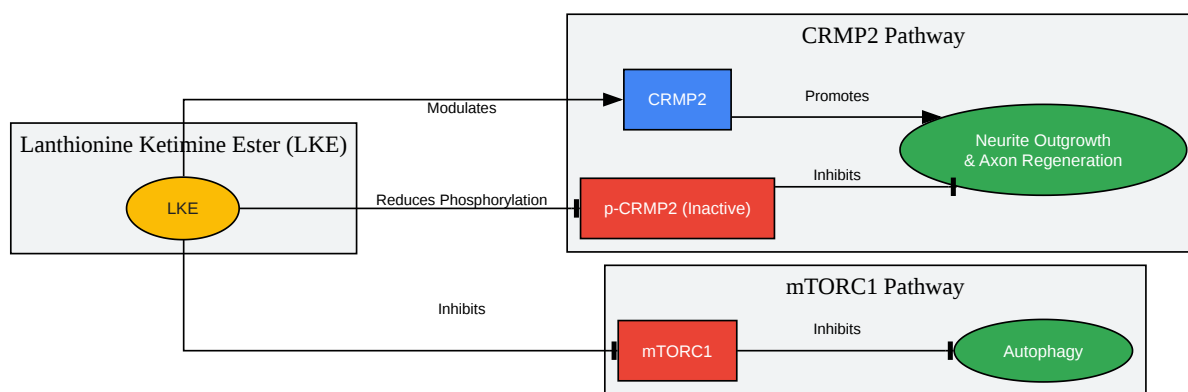 CRMP2 Pathway
CRMP2
Promotes
Modulates
Neurite Outgrowth
& Axon Regeneration
Lanthionine Ketimine Ester (LKE)
LKE
Reduces Phosphorylation
p-CRMP2 (Inactive)
Inhibits
mTORC1 Pathway
Inhibits
mTORC1
Inhibits
Autophagy